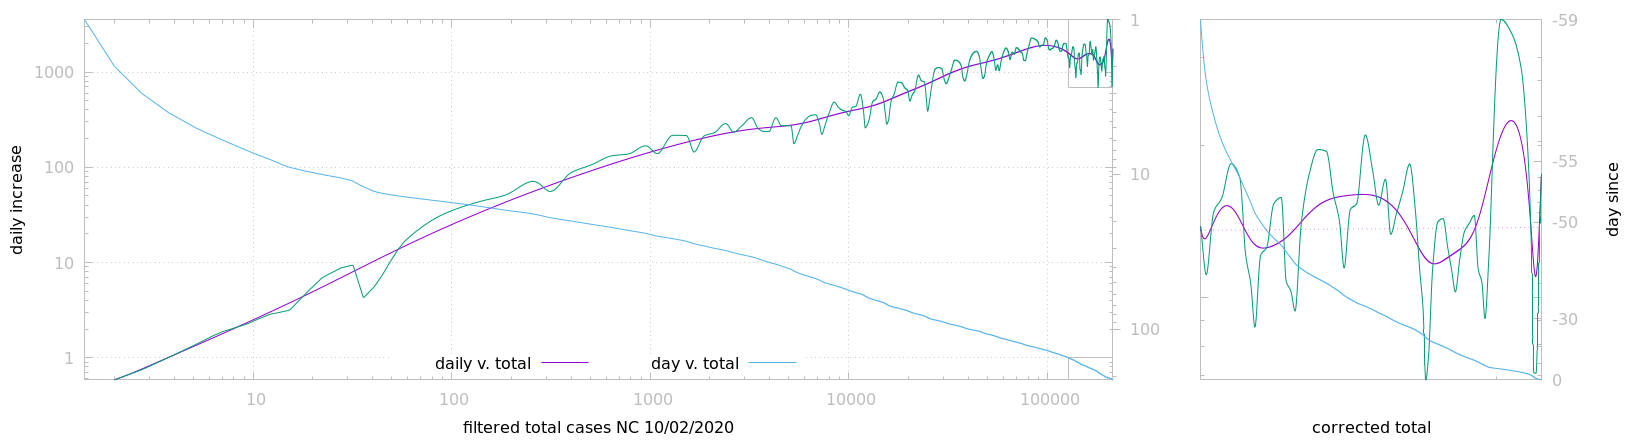 1000
100
10
1
daily increase
10
100
1000
10000
100000
filtered total cases NC 10/02/2020
daily v. total
day v. total
1
10
100
-59
-55
-50
-30
0
day since
corrected total